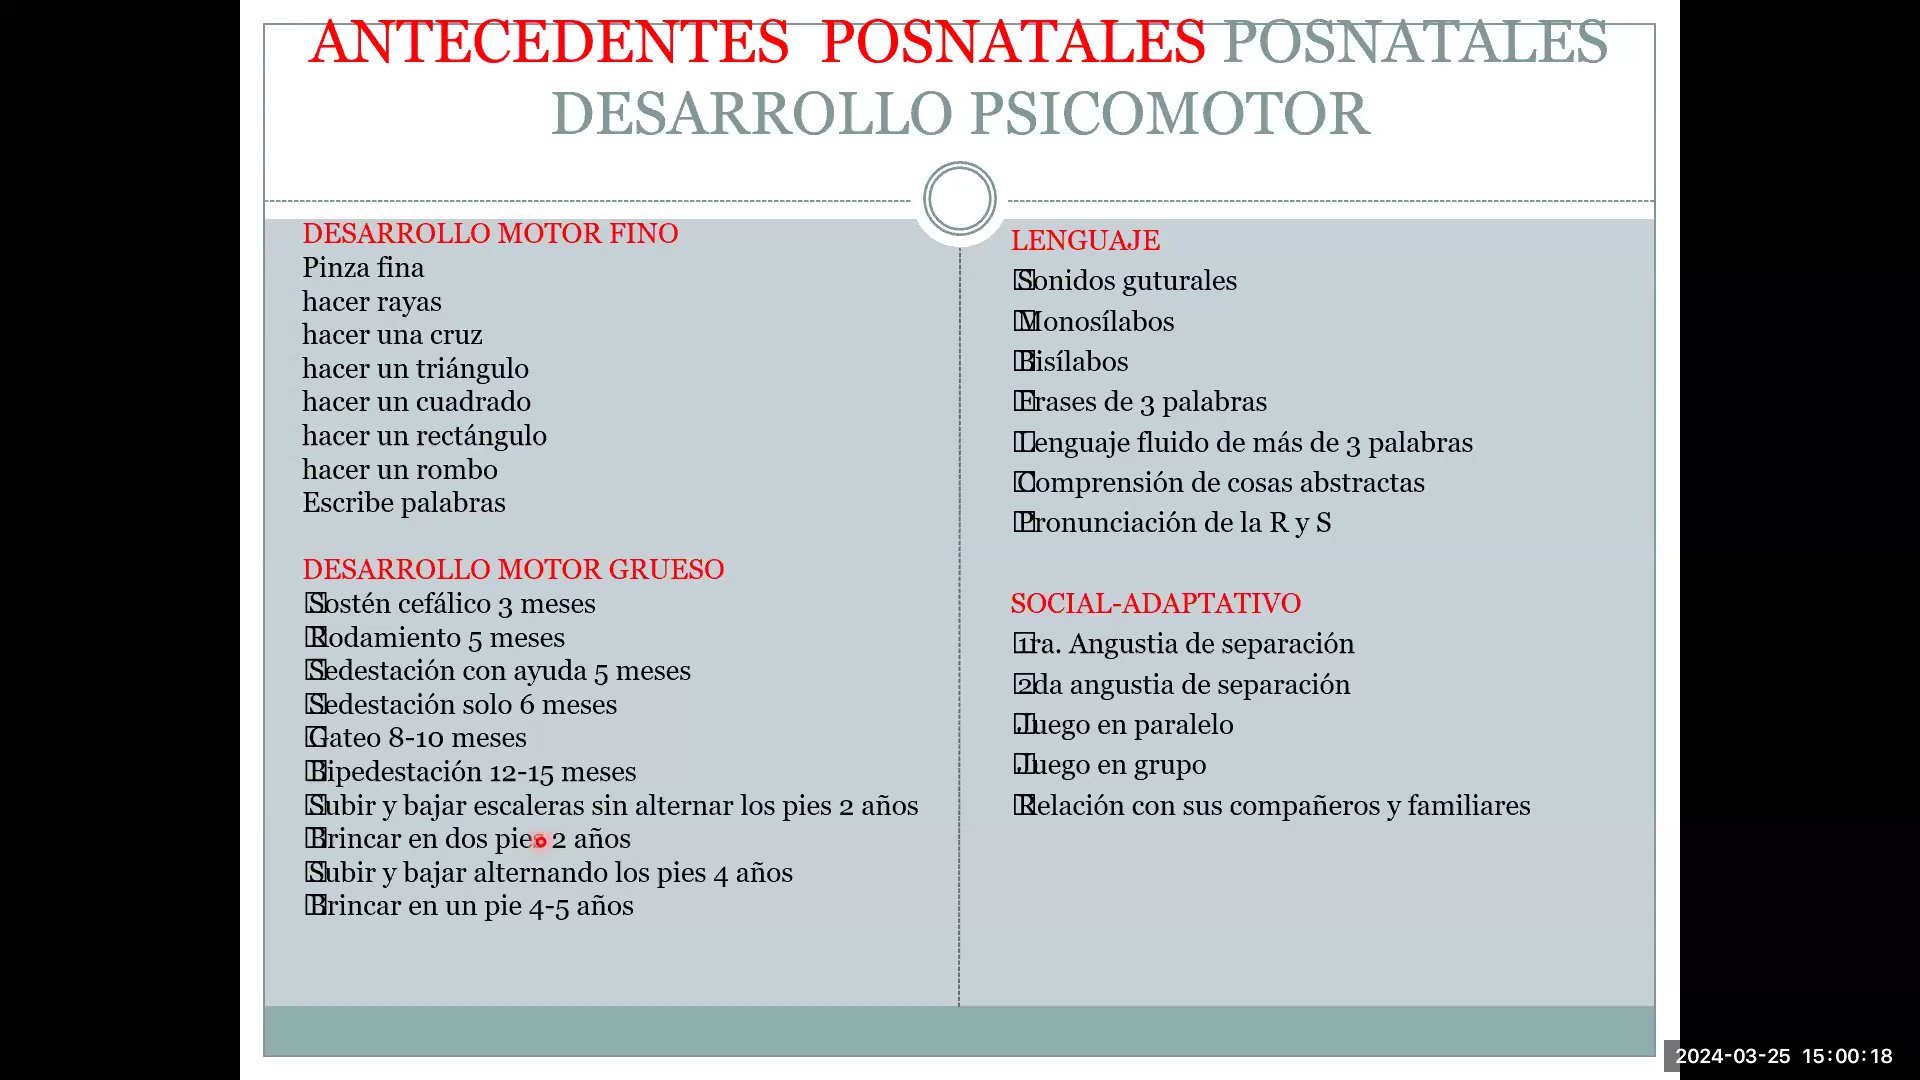 ANTECEDENTES POSNATALES POSNATALES
DESARROLLO PSICOMOTOR
DESARROLLO MOTOR FINO
Pinza fina
hacer rayas
hacer una cruz
hacer un triángulo
hacer un cuadrado
hacer un rectángulo
hacer un rombo
Escribe palabras
DESARROLLO MOTOR GRUESO
Sostén cefálico 3 meses
Rodamiento 5 meses
Sedestación con ayuda 5 meses
Sedestación solo 6 meses
Gateo 8-10 meses
Bipedestación 12-15 meses
Subir y bajar escaleras sin alternar los pies 2 años
Brincar en dos pies 2 años
Subir y bajar alternando los pies 4 años
Brincar en un pie 4-5 años
LENGUAJE
Sonidos guturales
Monosílabos
Bisílabos
Frases de 3 palabras
Lenguaje fluido de más de 3 palabras
Comprensión de cosas abstractas
Pronunciación de la R y S
SOCIAL-ADAPTATIVO
1ra. Angustia de separación
2da angustia de separación
Juego en paralelo
Juego en grupo
Relación con sus compañeros y familiares
2024-03-25 15:00:18